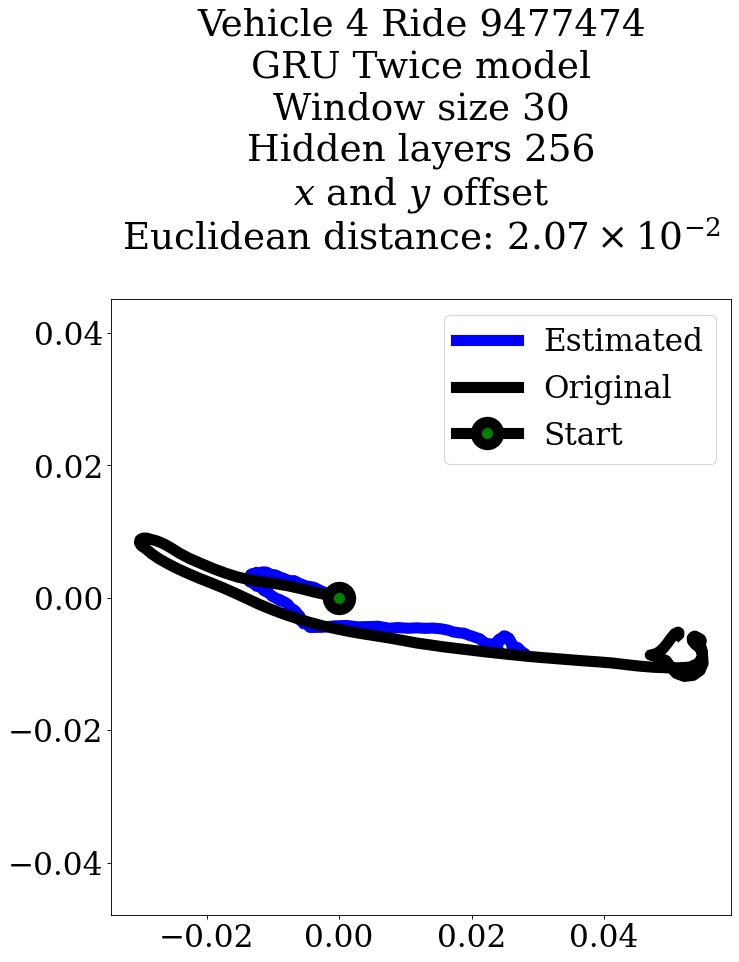 Vehicle 4 Ride 9477474
GRU Twice model
Window size 30
Hidden layers 256
x and y offset
Euclidean distance: 2.07 × 10⁻²
Estimated
Original
Start
0.04
0.02
0.00
−0.02
−0.04
−0.02 0.00 0.02 0.04